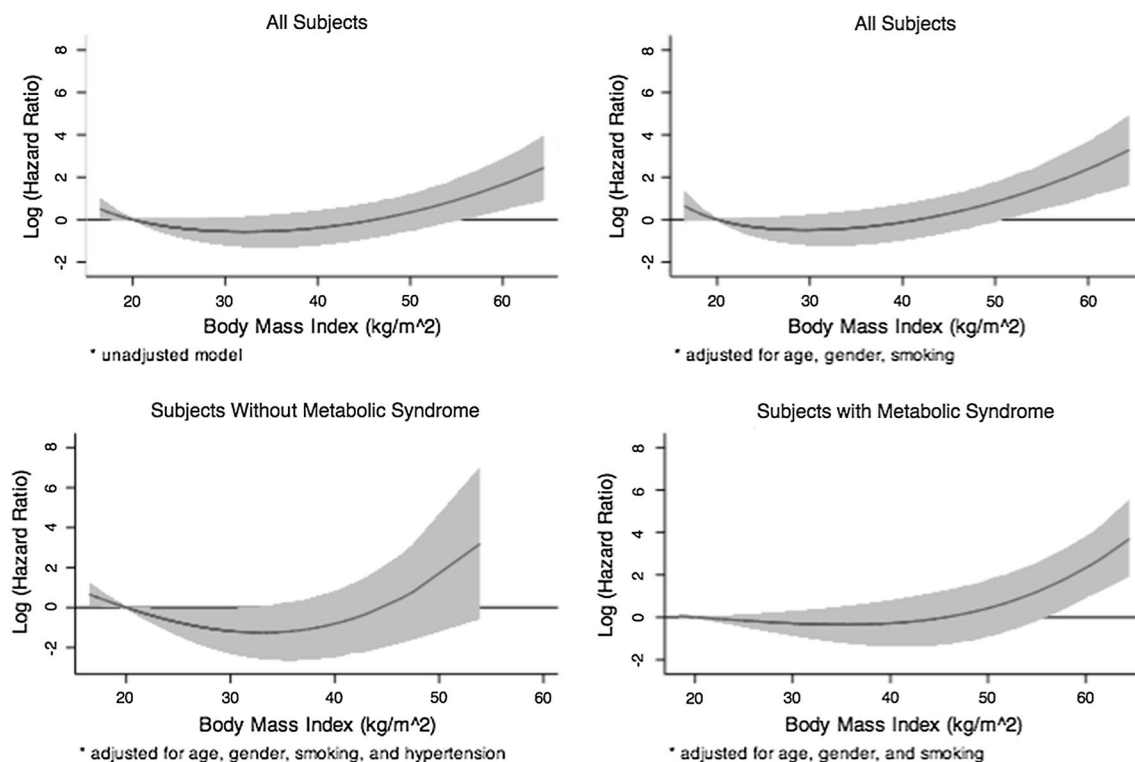 All Subjects
Log (Hazard Ratio)
8
6
4
2
0
-2
20 30 40 50 60
Body Mass Index (kg/m^2)
* unadjusted model
All Subjects
Log (Hazard Ratio)
8
6
4
2
0
-2
20 30 40 50 60
Body Mass Index (kg/m^2)
* adjusted for age, gender, smoking
Subjects Without Metabolic Syndrome
Log (Hazard Ratio)
8
6
4
2
0
-2
20 30 40 50 60
Body Mass Index (kg/m^2)
* adjusted for age, gender, smoking, and hypertension
Subjects with Metabolic Syndrome
Log (Hazard Ratio)
8
6
4
2
0
-2
20 30 40 50 60
Body Mass Index (kg/m^2)
* adjusted for age, gender, and smoking